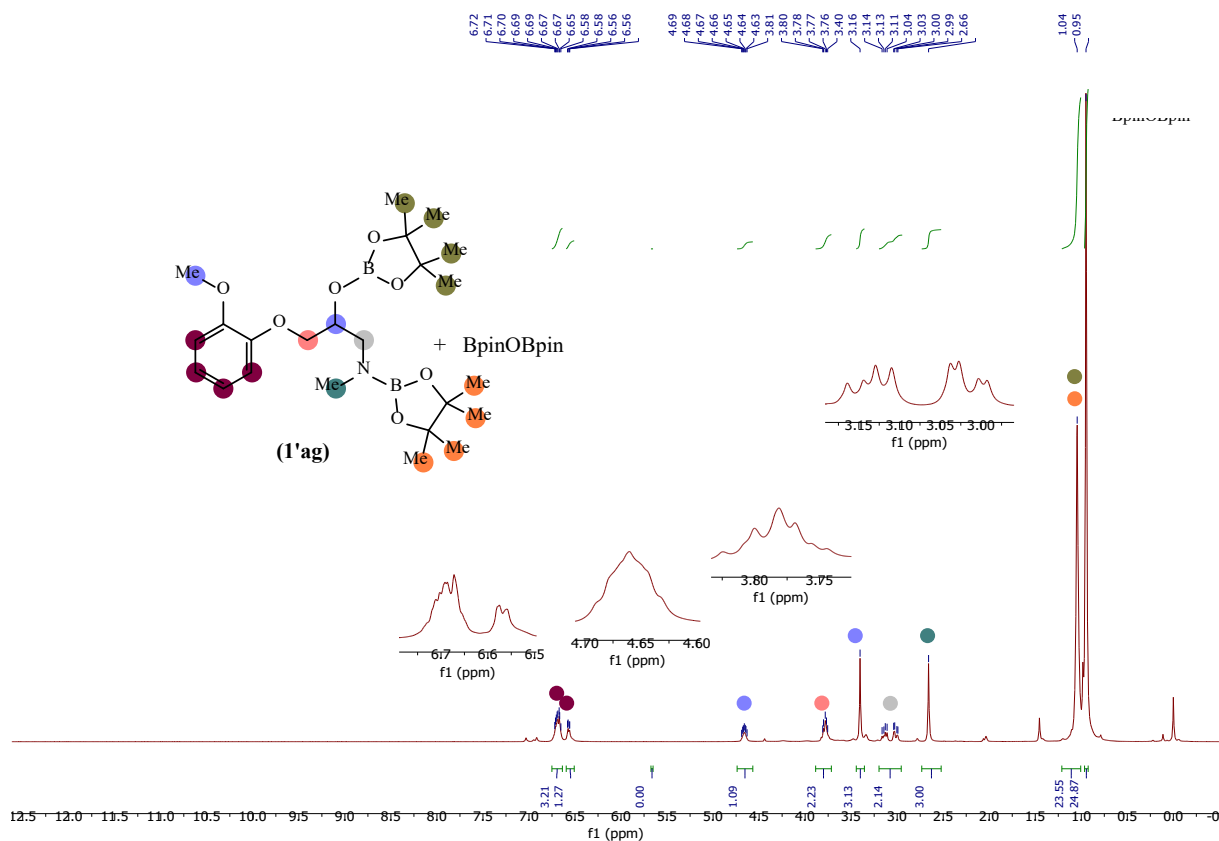 6.72 6.71 6.70 6.69 6.69 6.67 6.67 6.65 6.58 6.58 6.56 6.56 4.69 4.68 4.67 4.66 4.65 4.64 4.63 3.81 3.80 3.78 3.77 3.76 3.40 3.16 3.14 3.13 3.11 3.04 3.03 3.00 2.99 2.66 1.04 0.95
BpinOBpin
Me
Me
Me
Me
O
B
O
O
Me
O
O
N
Me
B
O
O
Me
Me
Me
Me
+ BpinOBpin
(1'ag)
3.15 3.10 3.05 3.00
f1 (ppm)
3.80 3.75
f1 (ppm)
4.70 4.65 4.60
f1 (ppm)
6.7 6.6 6.5
f1 (ppm)
3.21 1.27 0.00 1.09 2.23 3.13 2.14 3.00 23.55 24.87
12.5 12.0 11.5 11.0 10.5 10.0 9.5 9.0 8.5 8.0 7.5 7.0 6.5 6.0 5.5 5.0 4.5 4.0 3.5 3.0 2.5 2.0 1.5 1.0 0.5 0.0 -0
f1 (ppm)